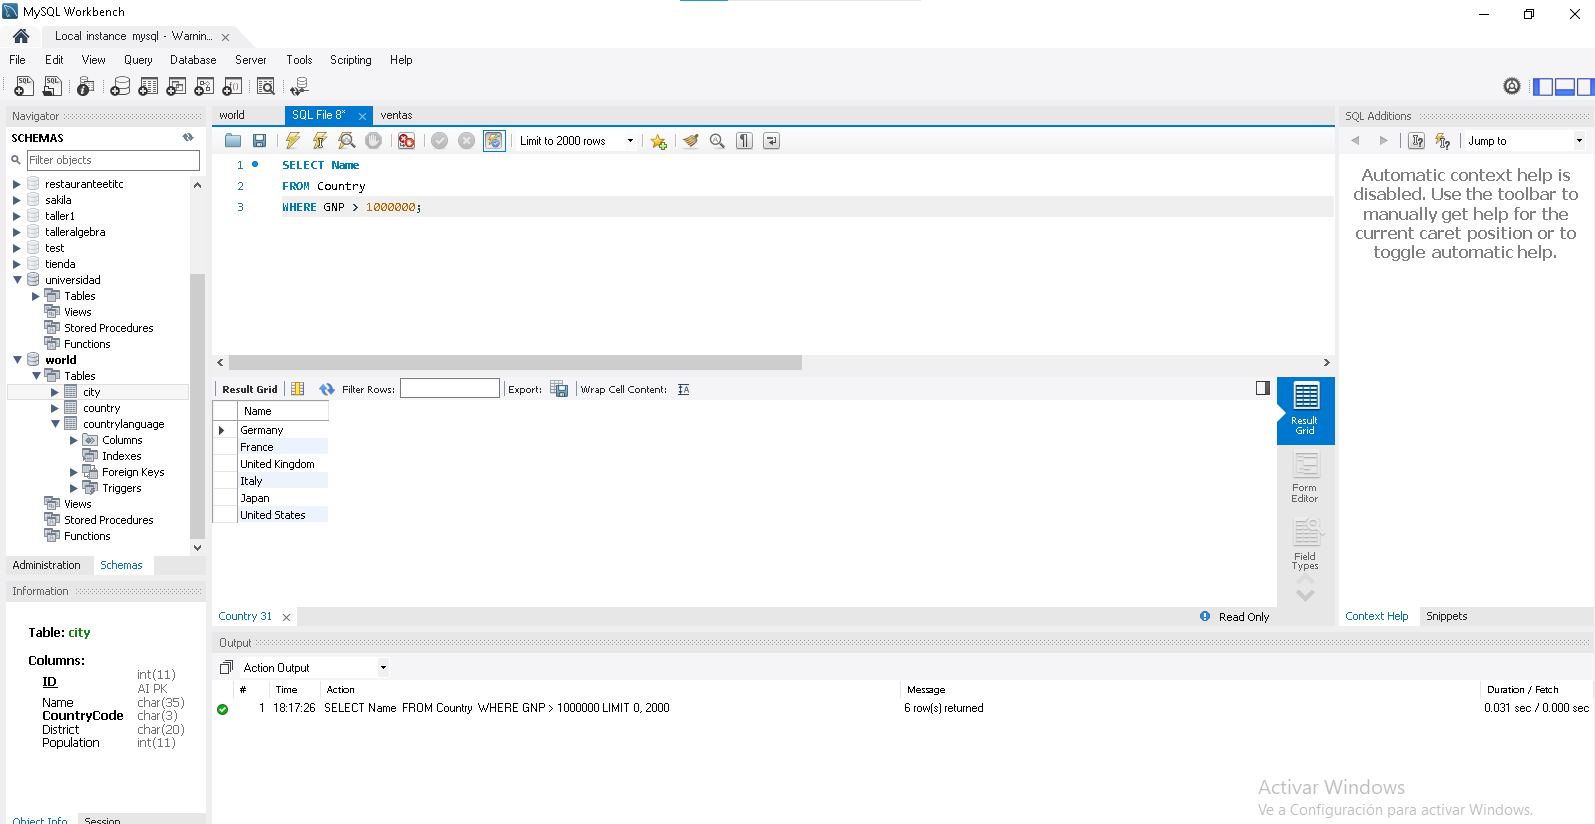 MySQL Workbench
Local instance mysql - Warnin...
File Edit View Query Database Server Tools Scripting Help
Navigator
SCHEMAS
Filter objects
restauranteetitc
sakila
taller1
talleralgebra
test
tienda
universidad
Tables
Views
Stored Procedures
Functions
world
Tables
city
country
countrylanguage
Columns
Indexes
Foreign Keys
Triggers
Views
Stored Procedures
Functions
Administration Schemas
Information
Table: city
Columns:
ID int(11)
AI PK
Name char(35)
CountryCode char(3)
District char(20)
Population int(11)
Object Info Session
world SQL File 8* ventas
Limit to 2000 rows
1 SELECT Name
2 FROM Country
3 WHERE GNP > 1000000;
Result Grid Filter Rows: Export: Wrap Cell Content:
Name
Germany
France
United Kingdom
Italy
Japan
United States
Result
Grid
Form
Editor
Field
Types
Country 31 Read Only
Output
Action Output
# Time Action Message Duration / Fetch
1 18:17:26 SELECT Name FROM Country WHERE GNP > 1000000 LIMIT 0, 2000 6 row(s) returned 0.031 sec / 0.000 sec
SQL Additions
Jump to
Automatic context help is
disabled. Use the toolbar to
manually get help for the
current caret position or to
toggle automatic help.
Context Help Snippets
Activar Windows
Ve a Configuración para activar Windows.